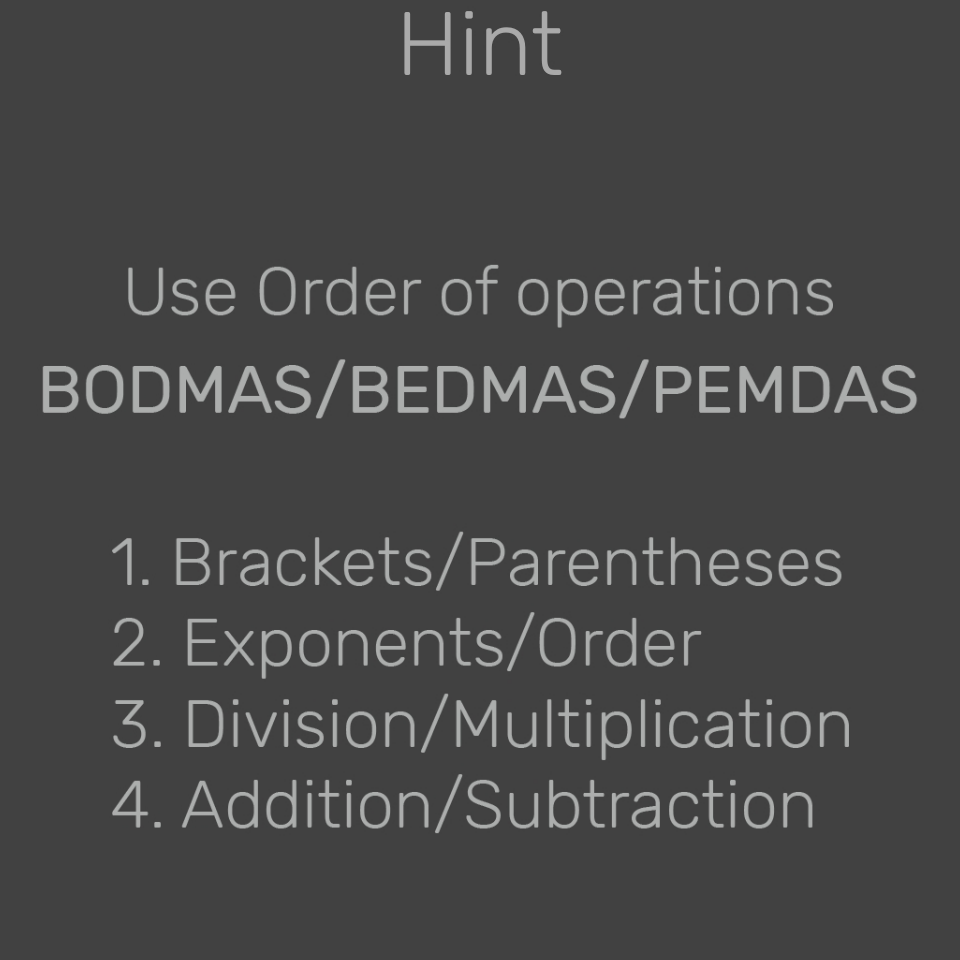 Hint
Use Order of operations
BODMAS/BEDMAS/PEMDAS
1. Brackets/Parentheses
2. Exponents/Order
3. Division/Multiplication
4. Addition/Subtraction